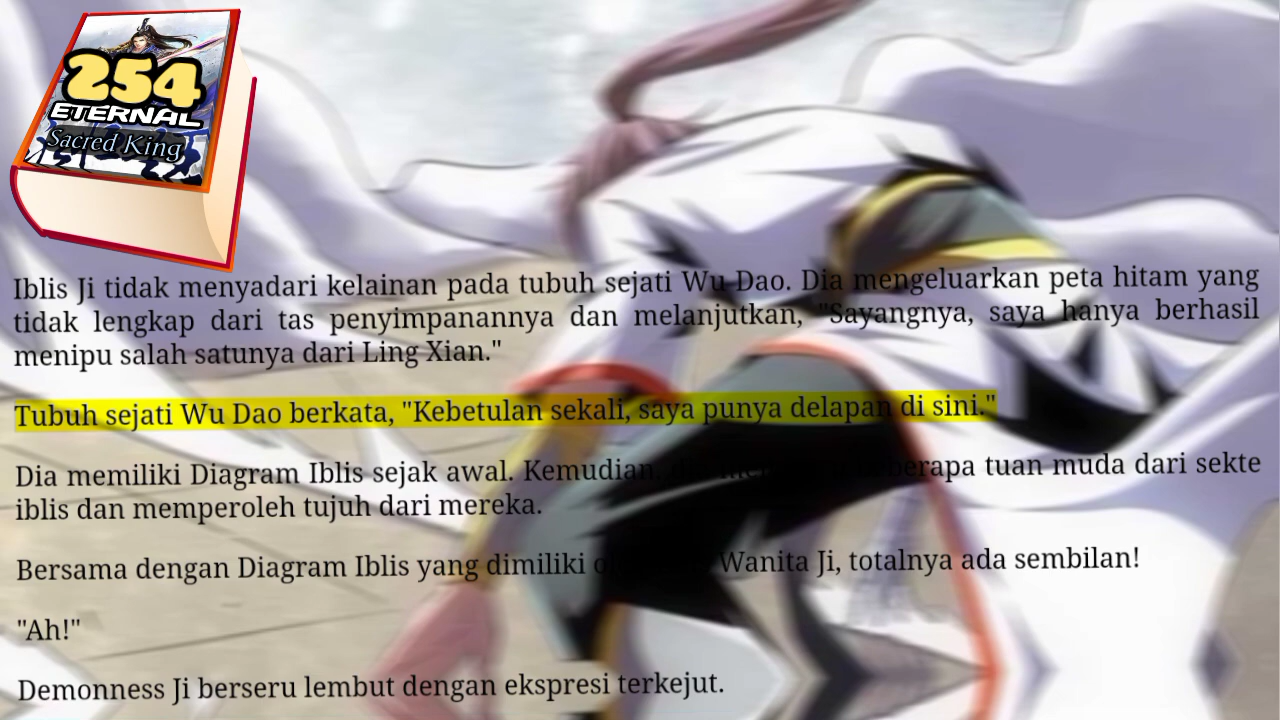 254
ETERNAL
Sacred King
Iblis Ji tidak menyadari kelainan pada tubuh sejati Wu Dao. Dia mengeluarkan peta hitam yang
tidak lengkap dari tas penyimpanannya dan melanjutkan, "Sayangnya, saya hanya berhasil
menipu salah satunya dari Ling Xian."
Tubuh sejati Wu Dao berkata, "Kebetulan sekali, saya punya delapan di sini."
Dia memiliki Diagram Iblis sejak awal. Kemudian, dia beberapa tuan muda dari sekte
iblis dan memperoleh tujuh dari mereka.
Bersama dengan Diagram Iblis yang dimiliki Wanita Ji, totalnya ada sembilan!
"Ah!"
Demonness Ji berseru lembut dengan ekspresi terkejut.